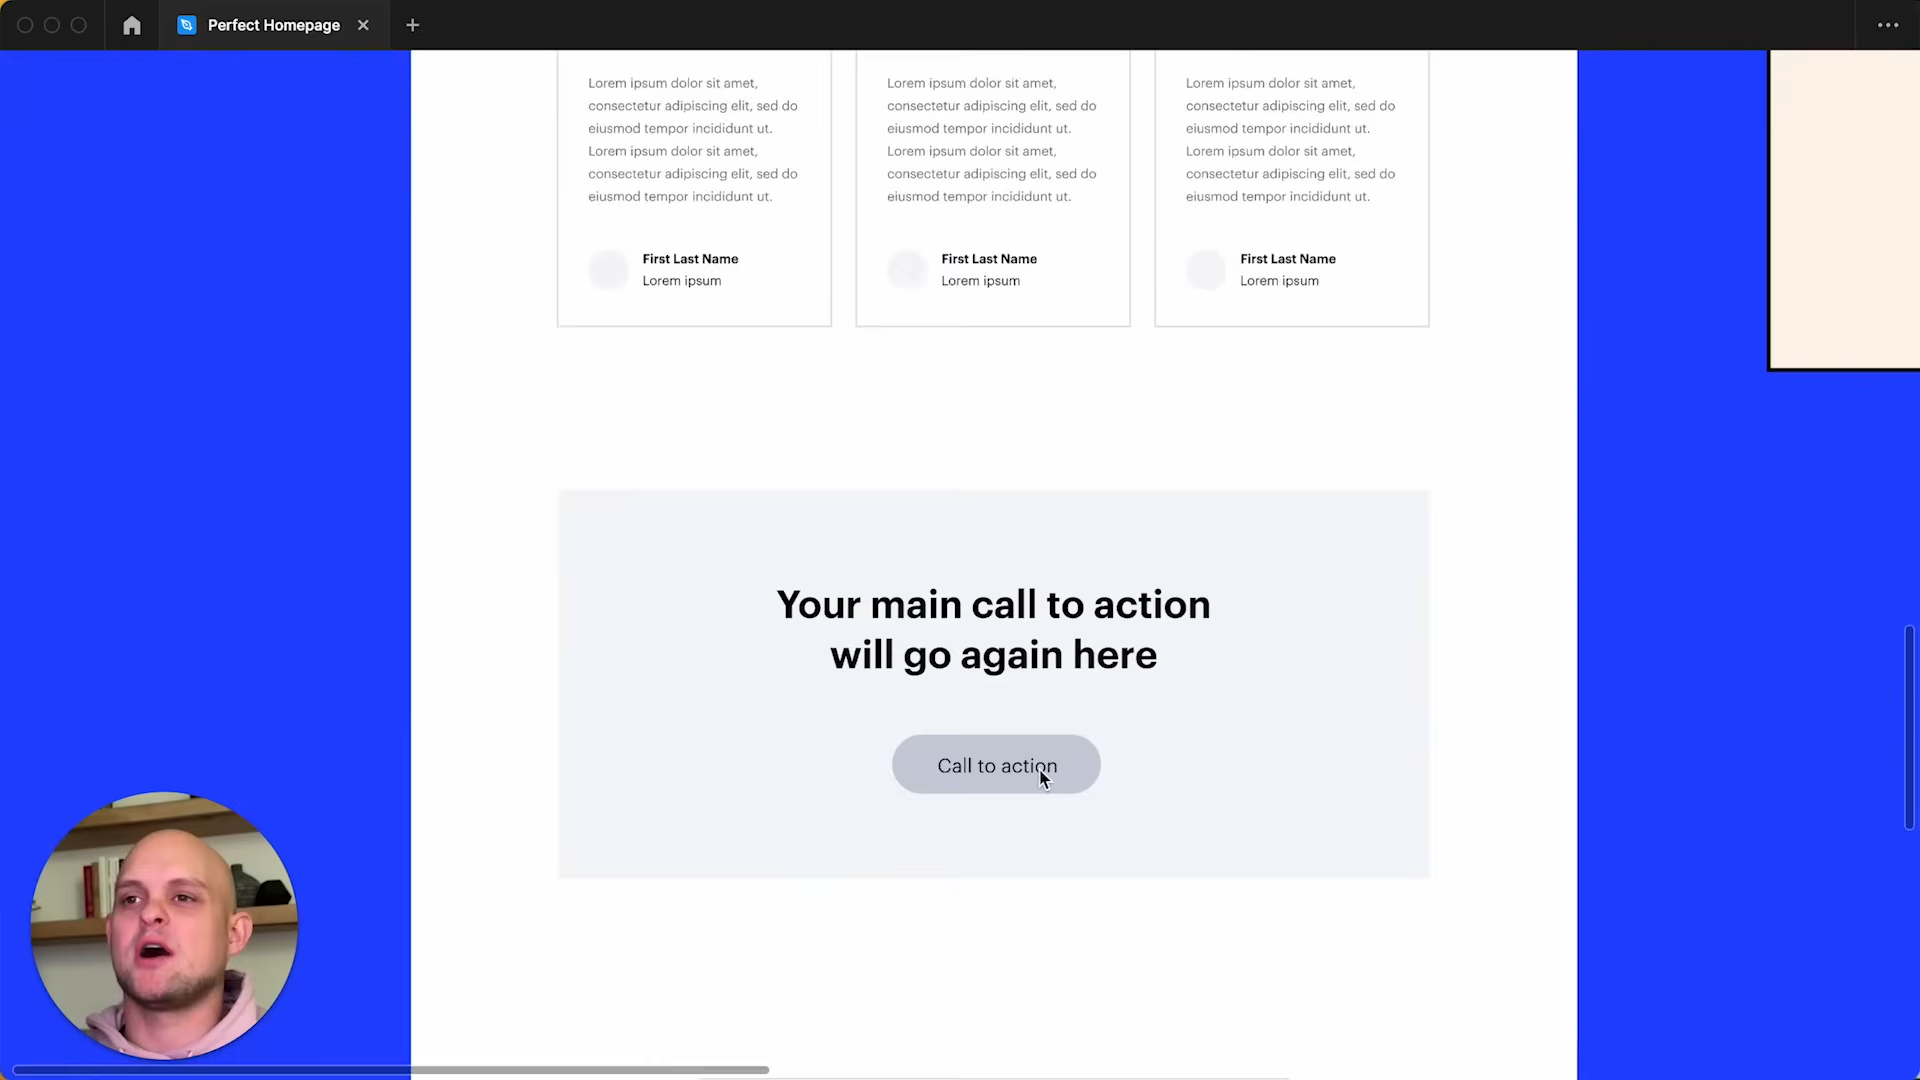 Perfect Homepage
Lorem ipsum dolor sit amet,
consectetur adipiscing elit, sed do
eiusmod tempor incididunt ut.
Lorem ipsum dolor sit amet,
consectetur adipiscing elit, sed do
eiusmod tempor incididunt ut.
First Last Name
Lorem ipsum
Lorem ipsum dolor sit amet,
consectetur adipiscing elit, sed do
eiusmod tempor incididunt ut.
Lorem ipsum dolor sit amet,
consectetur adipiscing elit, sed do
eiusmod tempor incididunt ut.
First Last Name
Lorem ipsum
Lorem ipsum dolor sit amet,
consectetur adipiscing elit, sed do
eiusmod tempor incididunt ut.
Lorem ipsum dolor sit amet,
consectetur adipiscing elit, sed do
eiusmod tempor incididunt ut.
First Last Name
Lorem ipsum
Your main call to action
will go again here
Call to action